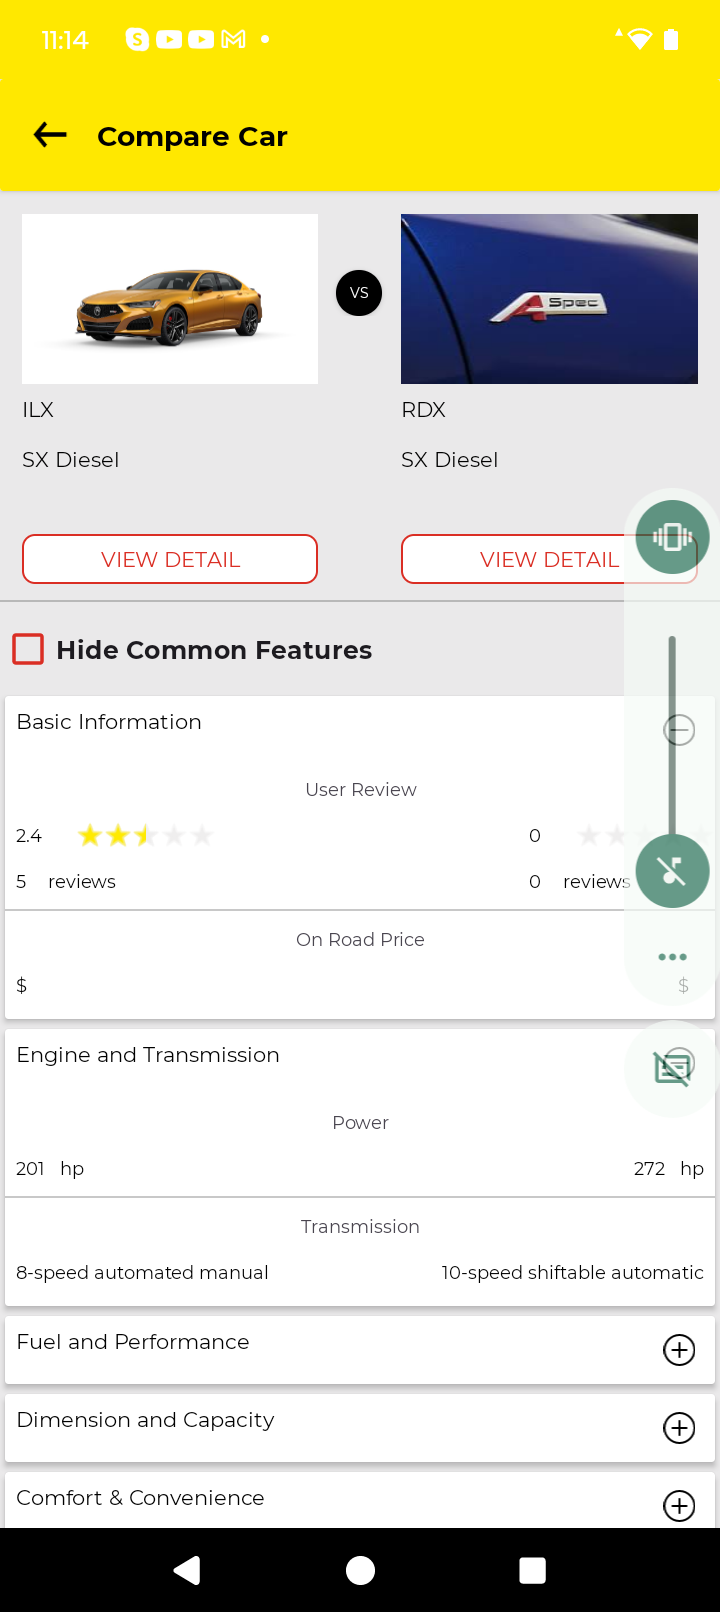 11:14
Compare Car
VS
A Spec
ILX
RDX
SX Diesel
SX Diesel
VIEW DETAIL
VIEW DETAIL
Hide Common Features
Basic Information
User Review
2.4
0
5 reviews
0 reviews
On Road Price
$
$
Engine and Transmission
Power
201 hp
272 hp
Transmission
8-speed automated manual
10-speed shiftable automatic
Fuel and Performance
Dimension and Capacity
Comfort & Convenience